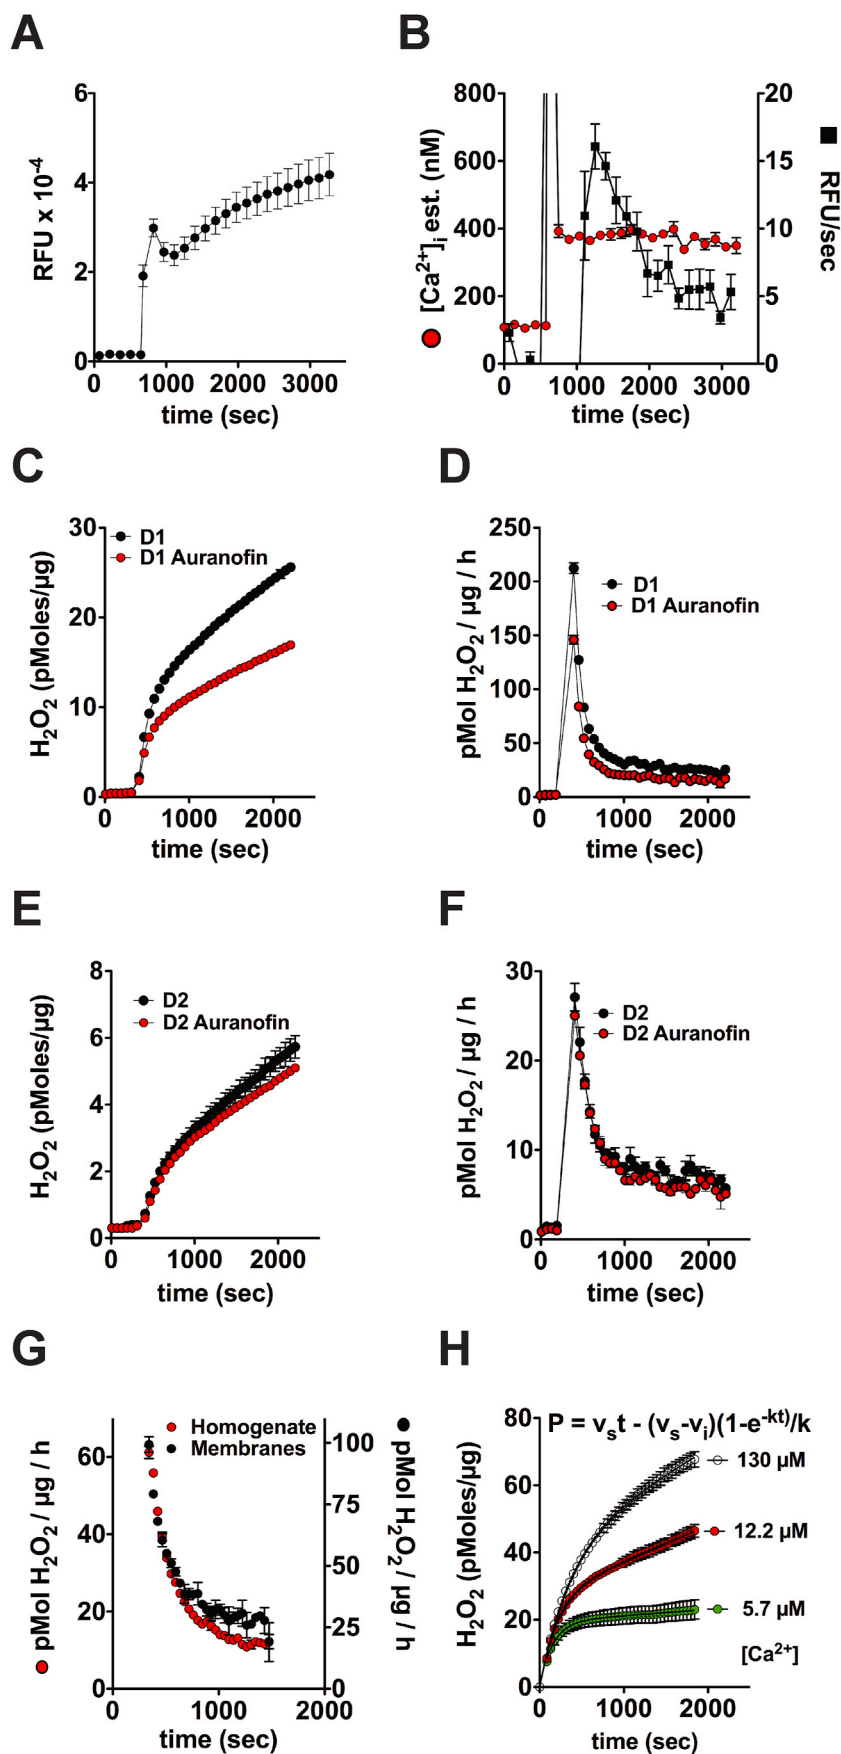 A
RFU x 10-4
6
4
2
0
0 1000 2000 3000
time (sec)
B
[Ca2+]i est. (nM)
800
600
400
200
0
20
15
10
5
0
RFU/sec
0 1000 2000 3000
time (sec)
C
H2O2 (pMoles/µg)
30
20
10
0
D1
D1 Auranofin
0 1000 2000
time (sec)
D
pMol H2O2 / µg / h
250
200
150
100
50
0
D1
D1 Auranofin
0 1000 2000
time (sec)
E
H2O2 (pMoles/µg)
8
6
4
2
0
D2
D2 Auranofin
0 1000 2000
time (sec)
F
pMol H2O2 / µg / h
30
20
10
0
D2
D2 Auranofin
0 1000 2000
time (sec)
G
pMol H2O2 / µg / h
60
40
20
0
Homogenate
Membranes
100
75
50
25
0
pMol H2O2 / µg / h
0 1000 2000
time (sec)
H
H2O2 (pMoles/µg)
80
60
40
20
0
P = vst - (vs-vi)(1-e-kt)/k
130 µM
12.2 µM
5.7 µM
[Ca2+]
0 1000 2000
time (sec)